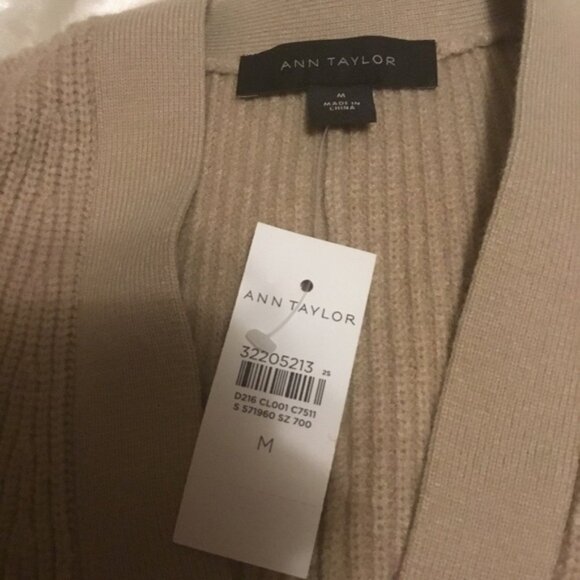 ANN TAYLOR
M
MADE IN
CHINA
ANN TAYLOR
32205213 25
D216 CL001 C7511
S 571960 SZ 700
M